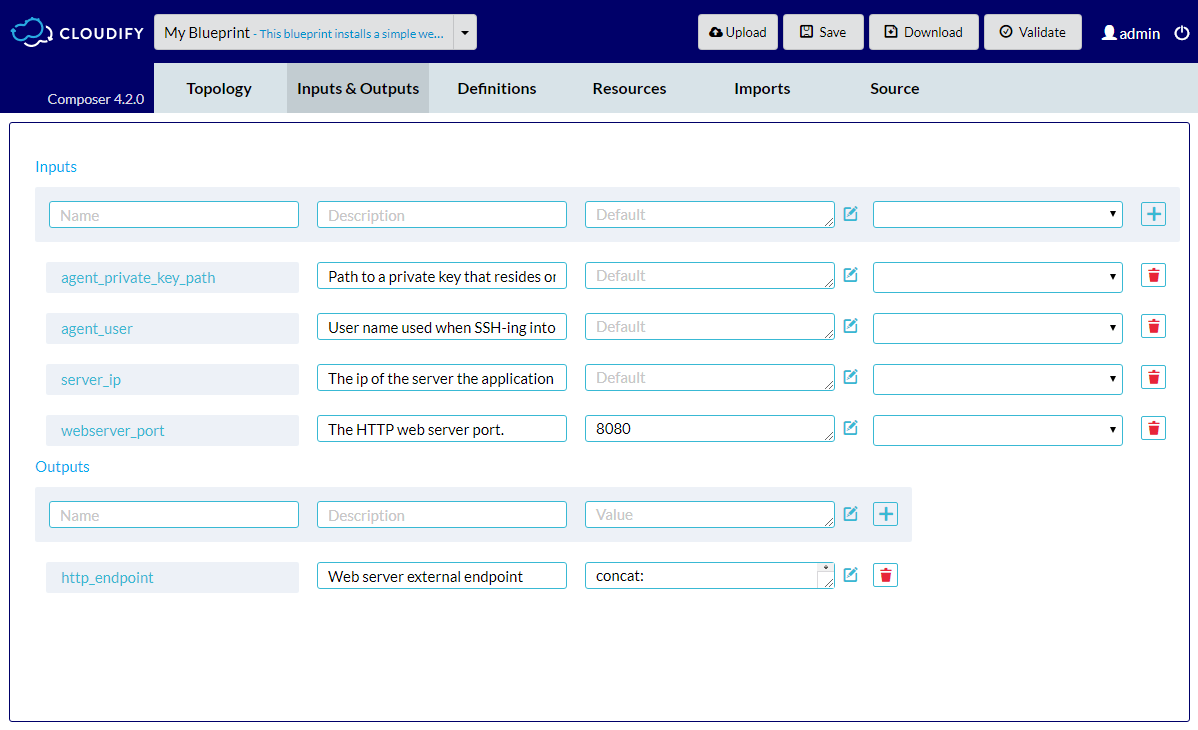 CLOUDIFY
My Blueprint - This blueprint installs a simple we...
Upload
Save
Download
Validate
admin
Composer 4.2.0
Topology
Inputs & Outputs
Definitions
Resources
Imports
Source
Inputs
Name Description Default
agent_private_key_path Path to a private key that resides or Default
agent_user User name used when SSH-ing into Default
server_ip The ip of the server the application Default
webserver_port The HTTP web server port. 8080
Outputs
Name Description Value
http_endpoint Web server external endpoint concat: